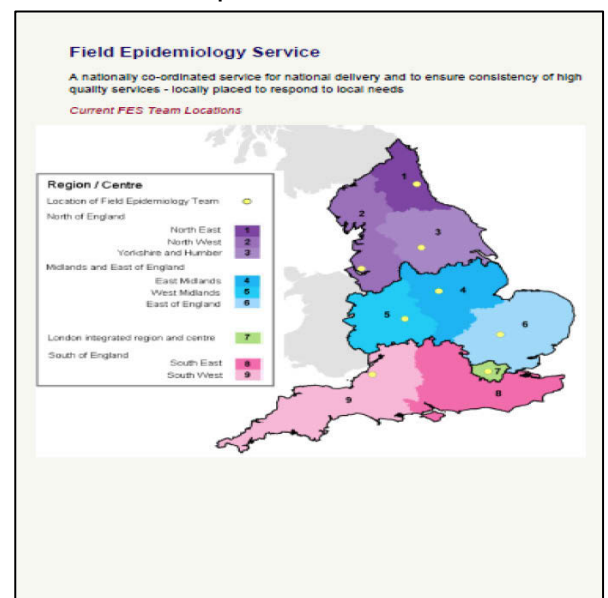 Field Epidemiology Service
A nationally co-ordinated service for national delivery and to ensure consistency of high
quality services - locally placed to respond to local needs
Current FES Team Locations
Region / Centre
Location of Field Epidemiology Team
North of England
North East 1
North West 2
Yorkshire and Humber 3
Midlands and East of England
East Midlands 4
West Midlands 5
East of England 6
London integrated region and centre 7
South of England
South East 8
South West 9
1
2
3
4
5
6
7
8
9